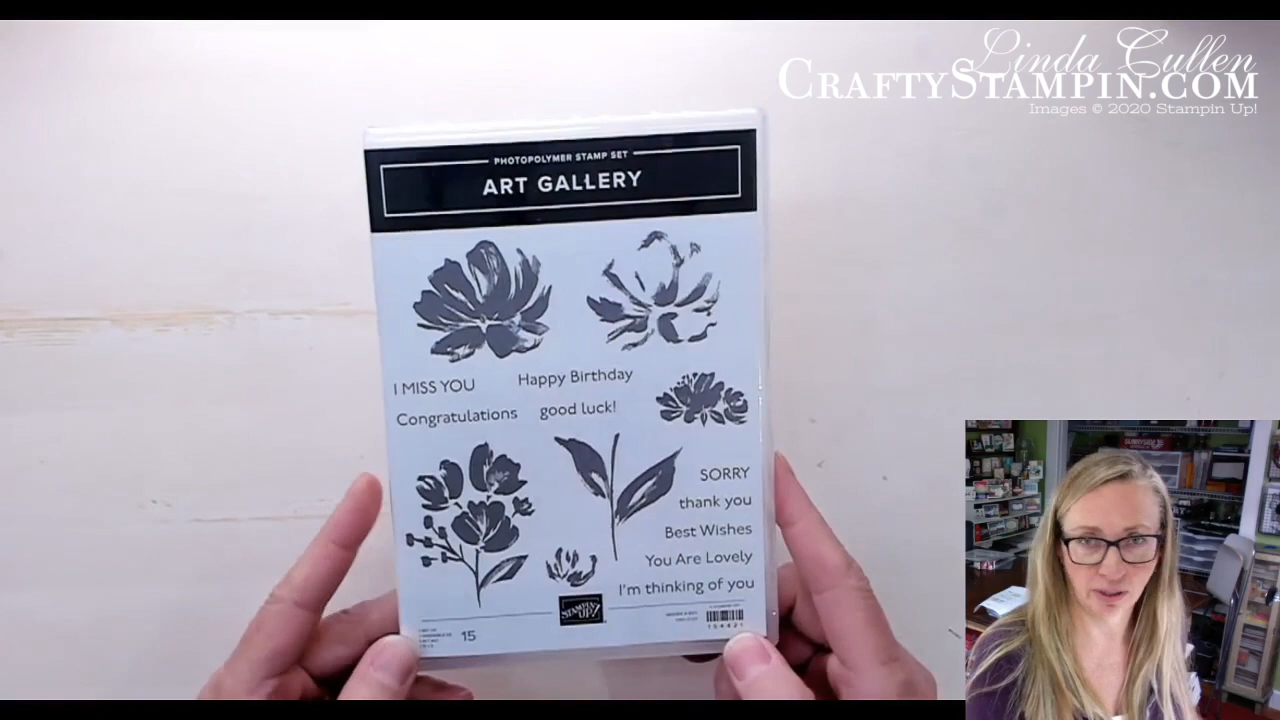 Linda Cullen
CRAFTYSTAMPIN.COM
Images © 2020 Stampin Up!
PHOTOPOLYMER STAMP SET
ART GALLERY
I MISS YOU
Happy Birthday
Congratulations
good luck!
SORRY
thank you
Best Wishes
You Are Lovely
I'm thinking of you
STAMPIN' UP!
15